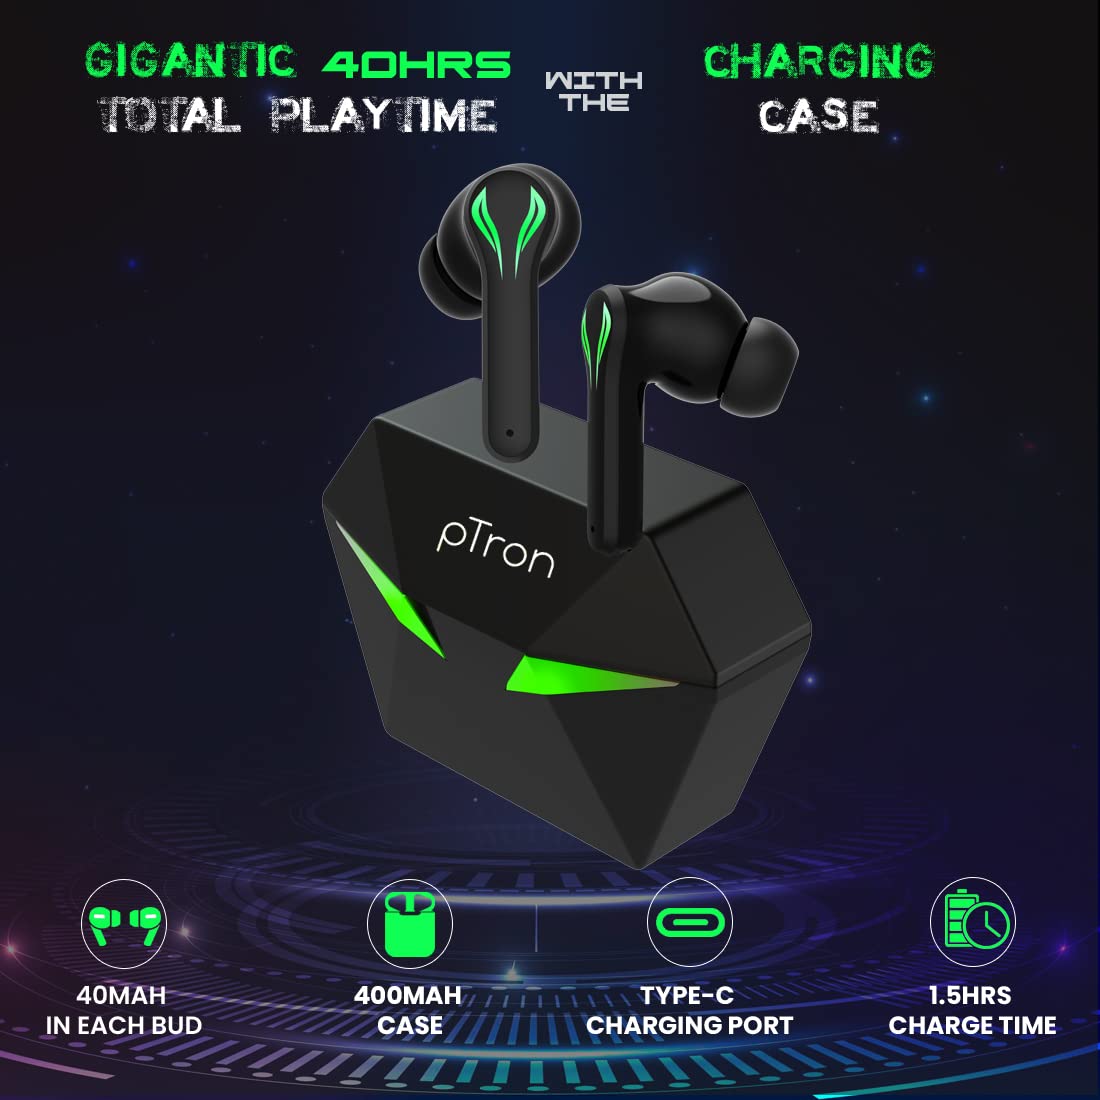 GIGANTIC 40HRS
TOTAL PLAYTIME
WITH
THE
CHARGING
CASE
pTron
40MAH
IN EACH BUD
400MAH
CASE
TYPE-C
CHARGING PORT
1.5HRS
CHARGE TIME